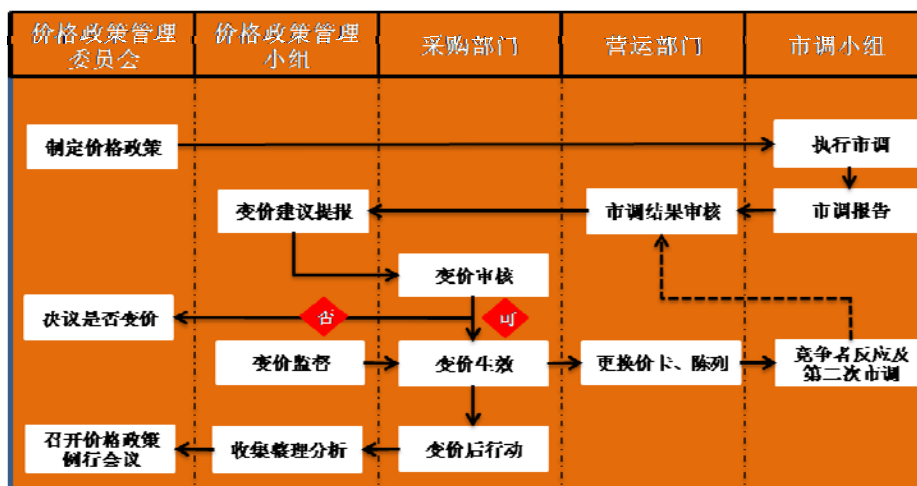 价格政策管理
委员会
价格政策管理
小组
采购部门
营运部门
市调小组
制定价格政策
执行市调
变价建议提报
市调结果审核
市调报告
变价审核
决议是否变价
否
可
变价监督
变价生效
更换价卡、陈列
竞争者反应及
第二次市调
召开价格政策
例行会议
收集整理分析
变价后行动